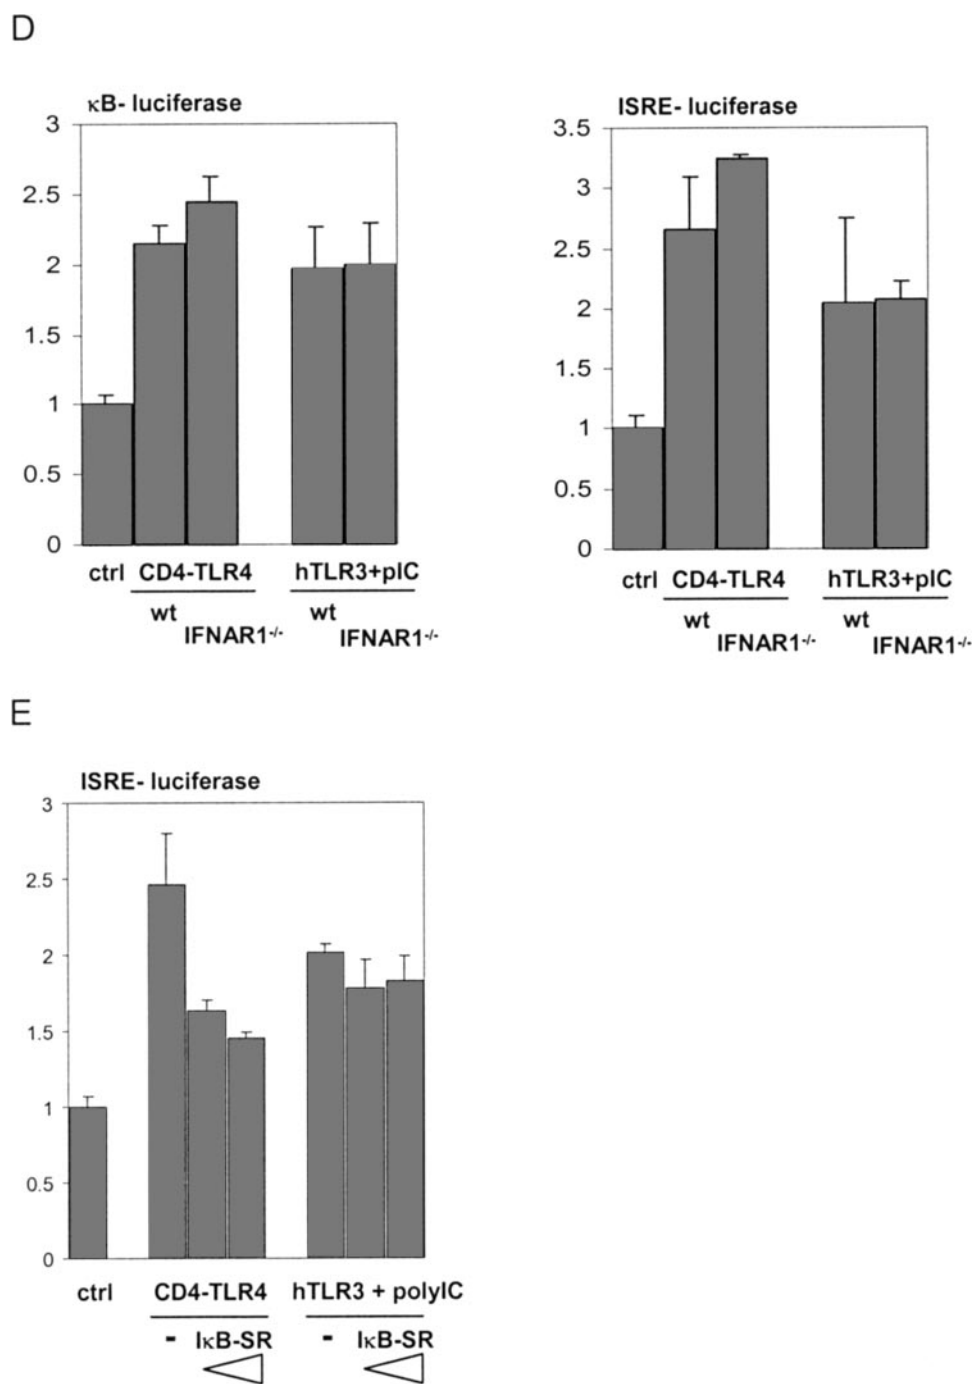 D
κB- luciferase
3
2.5
2
1.5
1
0.5
0
ctrl CD4-TLR4 hTLR3+pIC
wt IFNAR1-/- wt IFNAR1-/-
ISRE- luciferase
3.5
3
2.5
2
1.5
1
0.5
0
ctrl CD4-TLR4 hTLR3+pIC
wt IFNAR1-/- wt IFNAR1-/-
E
ISRE- luciferase
3
2.5
2
1.5
1
0.5
0
ctrl CD4-TLR4 hTLR3 + polyIC
- IκB-SR - IκB-SR